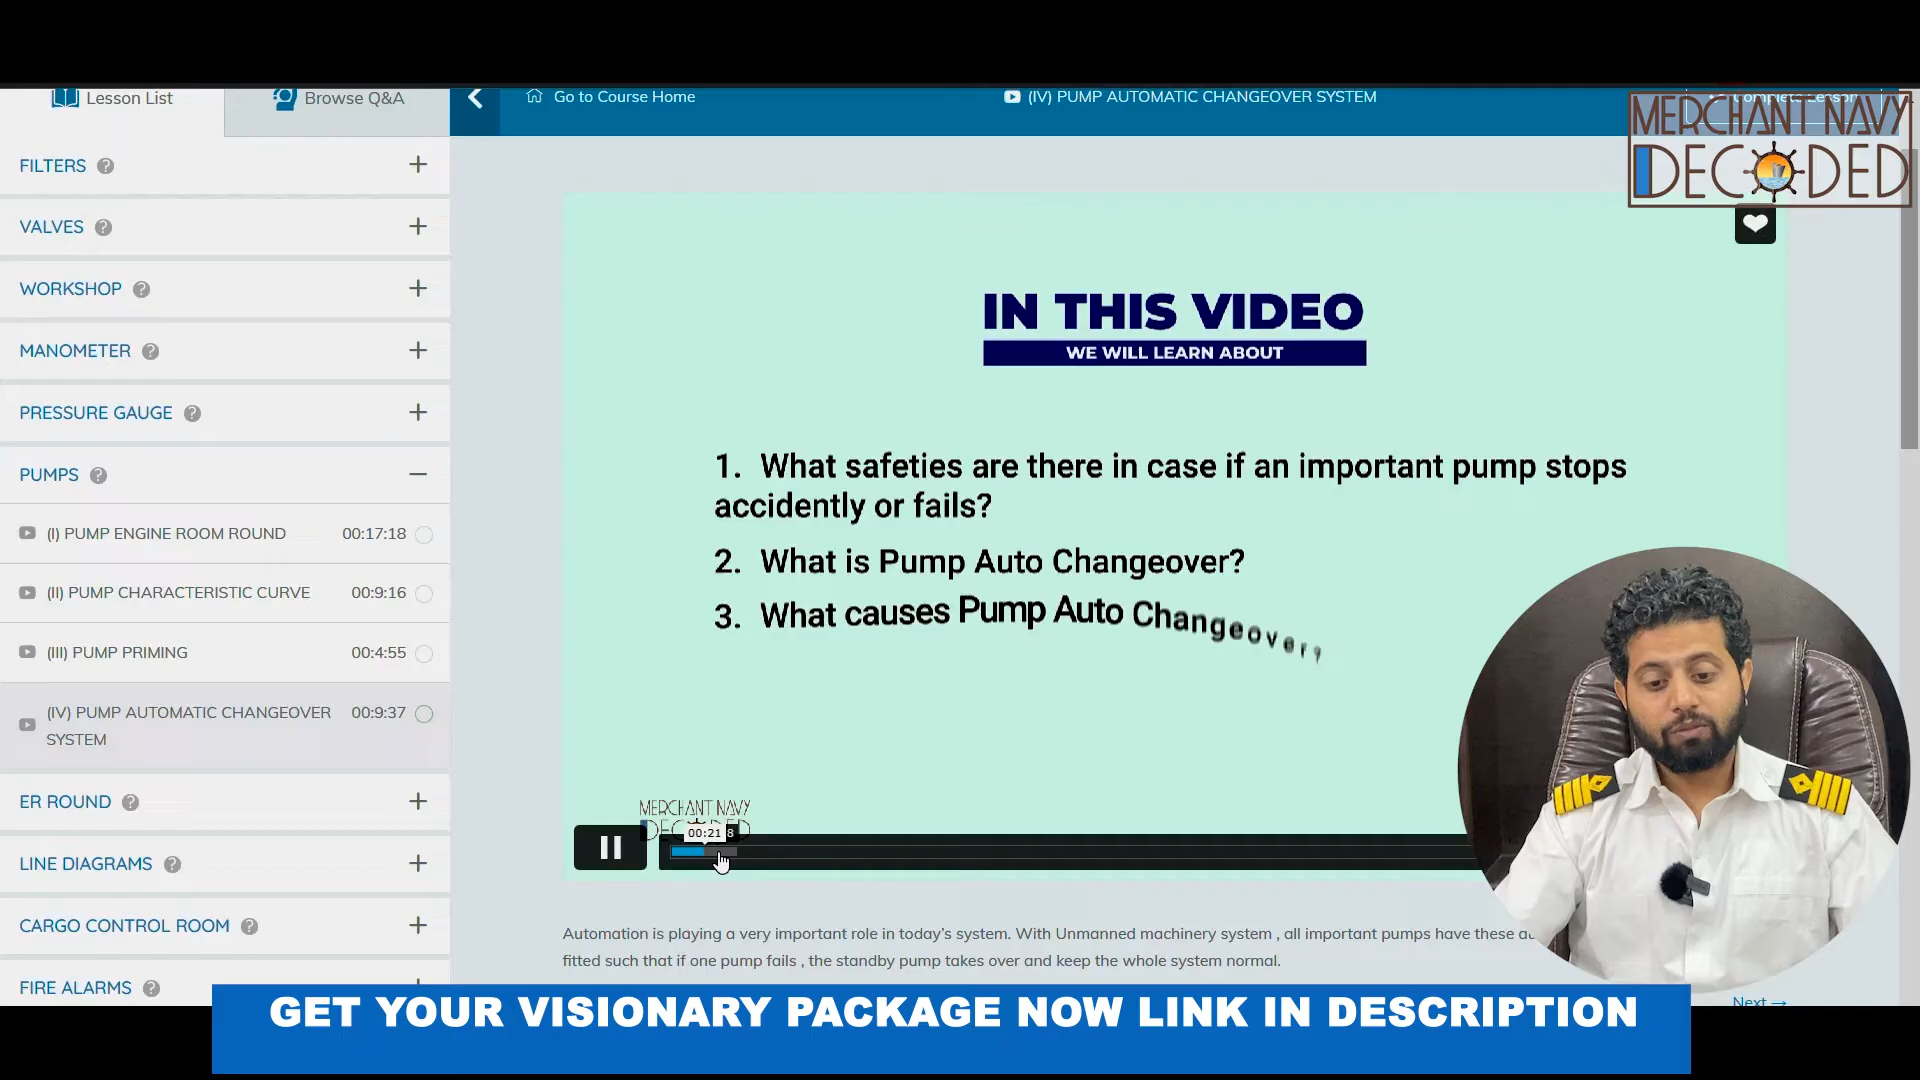 Lesson List
Browse Q&A
Go to Course Home
(IV) PUMP AUTOMATIC CHANGEOVER SYSTEM
Complete Lesson
MERCHANT NAVY
DECODED
FILTERS ?
VALVES ?
WORKSHOP ?
MANOMETER ?
PRESSURE GAUGE ?
PUMPS ?
(I) PUMP ENGINE ROOM ROUND 00:17:18
(II) PUMP CHARACTERISTIC CURVE 00:9:16
(III) PUMP PRIMING 00:4:55
(IV) PUMP AUTOMATIC CHANGEOVER 00:9:37
SYSTEM
ER ROUND ?
LINE DIAGRAMS ?
CARGO CONTROL ROOM ?
FIRE ALARMS ?
IN THIS VIDEO
WE WILL LEARN ABOUT
1. What safeties are there in case if an important pump stops
accidently or fails?
2. What is Pump Auto Changeover?
3. What causes Pump Auto Changeover?
MERCHANT NAVY
00:21
8
Automation is playing a very important role in today's system. With Unmanned machinery system , all important pumps have these
fitted such that if one pump fails , the standby pump takes over and keep the whole system normal.
Next →
GET YOUR VISIONARY PACKAGE NOW LINK IN DESCRIPTION